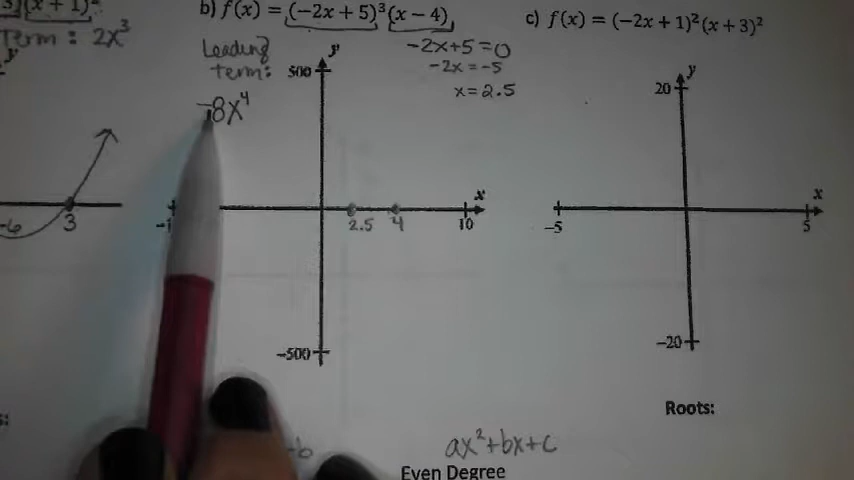 (x + 1)²
Term: 2x³
y
-6
3
b) f(x) = (−2x + 5)³(x − 4)
Leading
term:
-8x⁴
-2x+5=0
-2x=-5
x=2.5
y
500
x
2.5
4
10
−500
c) f(x) = (−2x + 1)²(x + 3)²
y
20
x
−5
5
−20
Roots:
-b
ax²+bx+c
Even Degree